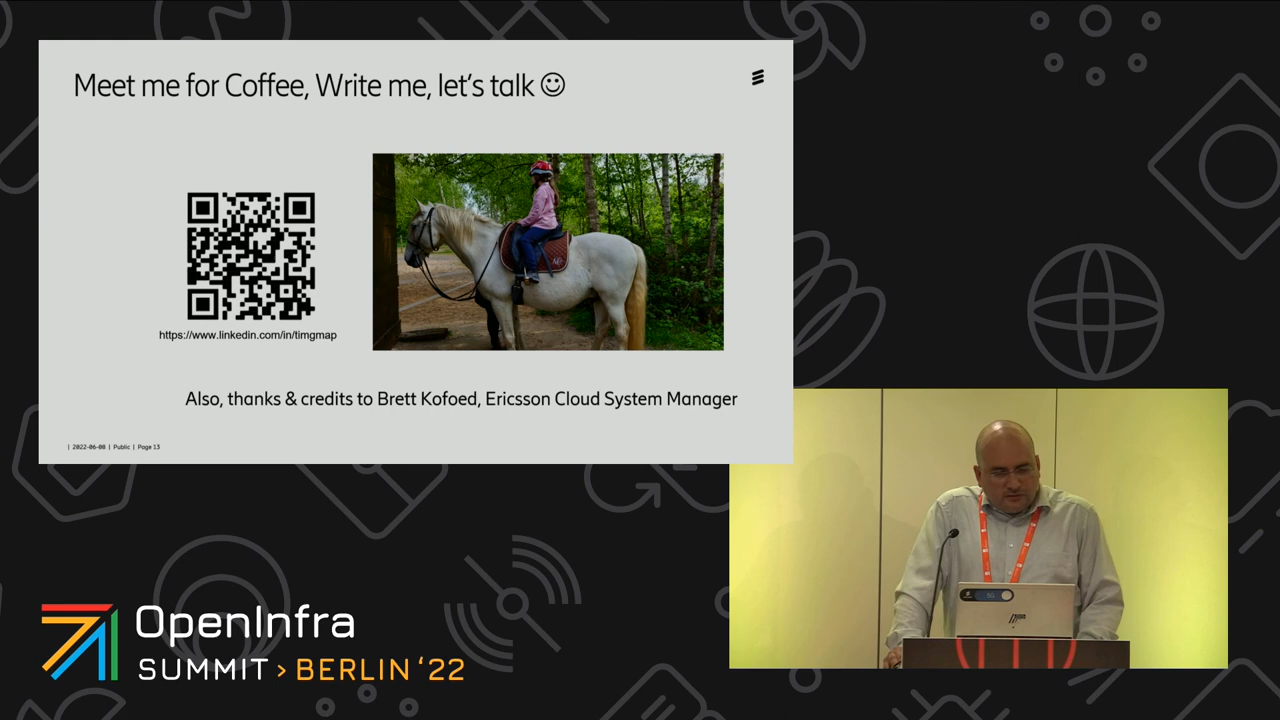 Meet me for Coffee, Write me, let's talk ☺
https://www.linkedin.com/in/timgmap
Also, thanks & credits to Brett Kofoed, Ericsson Cloud System Manager
| 2022-06-08 | Public | Page 13
5G
OpenInfra
SUMMIT > BERLIN '22